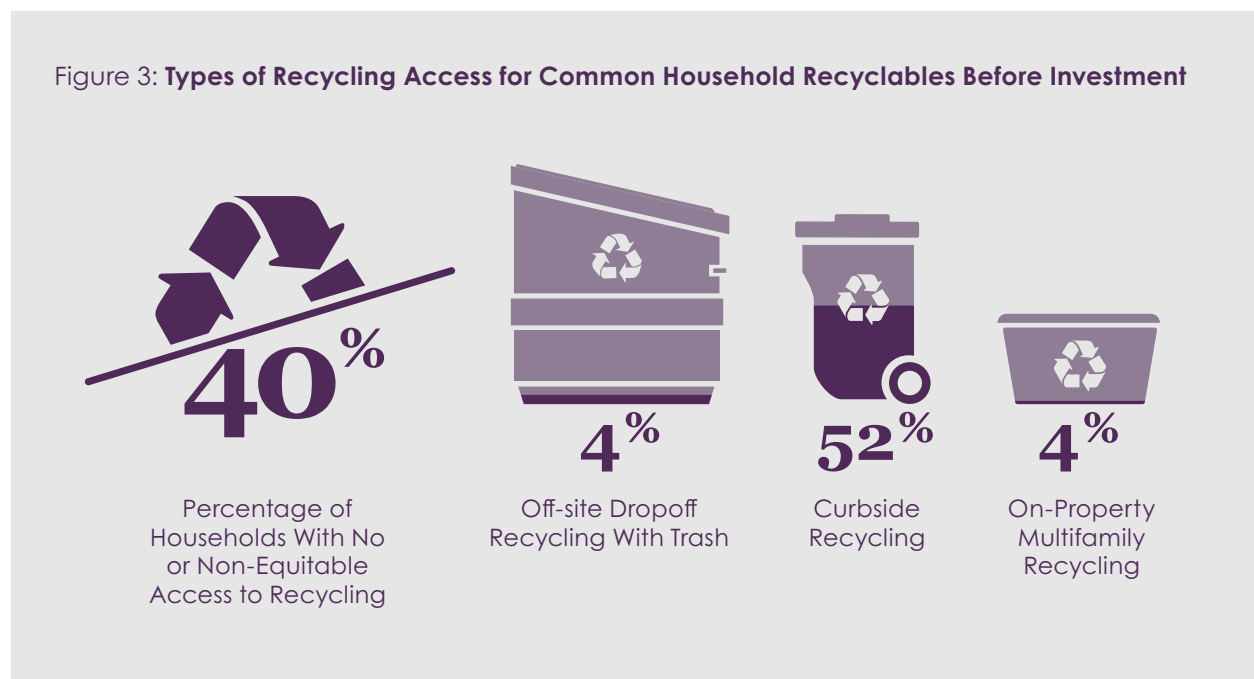 Figure 3: Types of Recycling Access for Common Household Recyclables Before Investment
40%
Percentage of
Households With No
or Non-Equitable
Access to Recycling
4%
Off-site Dropoff
Recycling With Trash
52%
Curbside
Recycling
4%
On-Property
Multifamily
Recycling